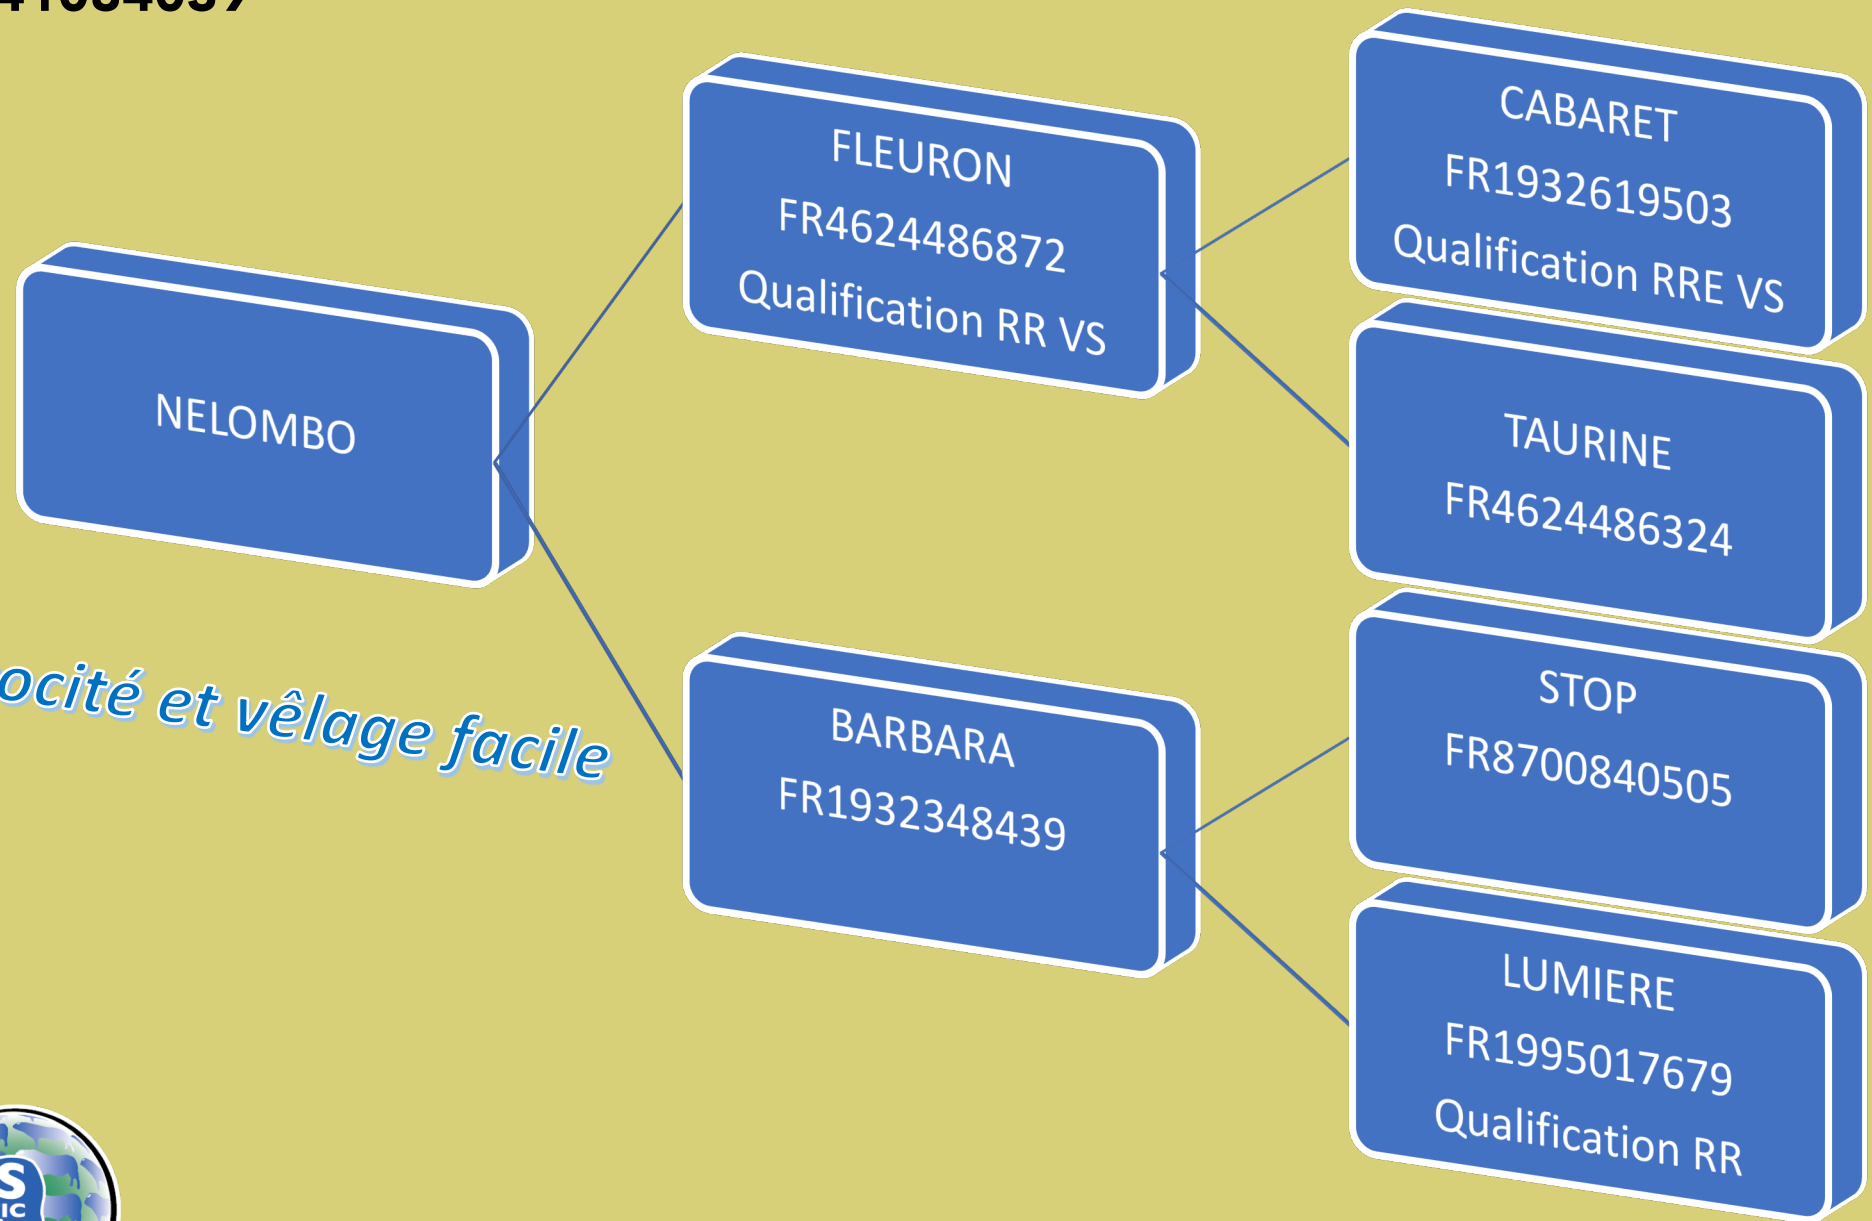 NELOMBO
FLEURON
FR4624486872
Qualification RR VS
BARBARA
FR1932348439
CABARET
FR1932619503
Qualification RRE VS
TAURINE
FR4624486324
STOP
FR8700840505
LUMIERE
FR1995017679
Qualification RR
et vêlage facile